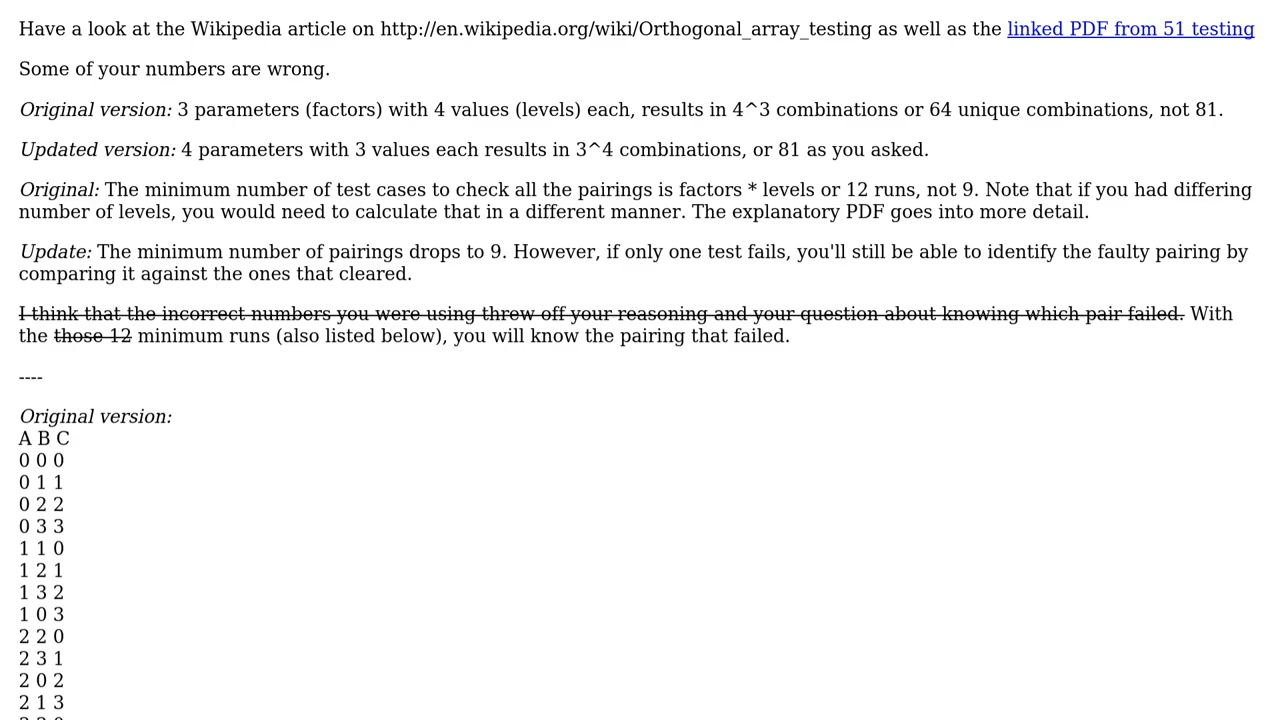 Have a look at the Wikipedia article on http://en.wikipedia.org/wiki/Orthogonal_array_testing as well as the linked PDF from 51 testing
Some of your numbers are wrong.
Original version: 3 parameters (factors) with 4 values (levels) each, results in 4^3 combinations or 64 unique combinations, not 81.
Updated version: 4 parameters with 3 values each results in 3^4 combinations, or 81 as you asked.
Original: The minimum number of test cases to check all the pairings is factors * levels or 12 runs, not 9. Note that if you had differing
number of levels, you would need to calculate that in a different manner. The explanatory PDF goes into more detail.
Update: The minimum number of pairings drops to 9. However, if only one test fails, you'll still be able to identify the faulty pairing by
comparing it against the ones that cleared.
I think that the incorrect numbers you were using threw off your reasoning and your question about knowing which pair failed. With
the those 12 minimum runs (also listed below), you will know the pairing that failed.
----
Original version:
A B C
0 0 0
0 1 1
0 2 2
0 3 3
1 1 0
1 2 1
1 3 2
1 0 3
2 2 0
2 3 1
2 0 2
2 1 3